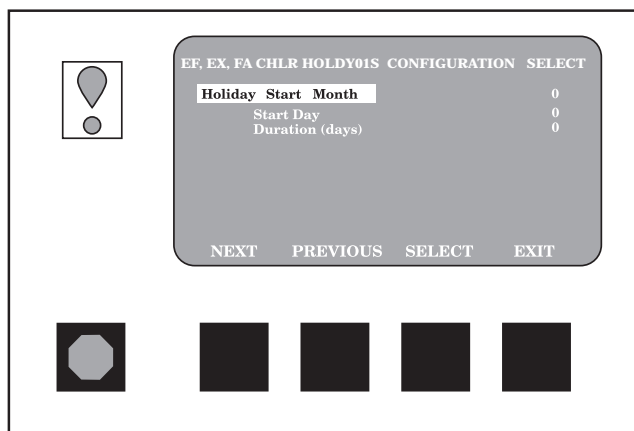 EF, EX, FA CHLR HOLDY01S CONFIGURATION SELECT
Holiday Start Month 0
Start Day 0
Duration (days) 0
NEXT PREVIOUS SELECT EXIT